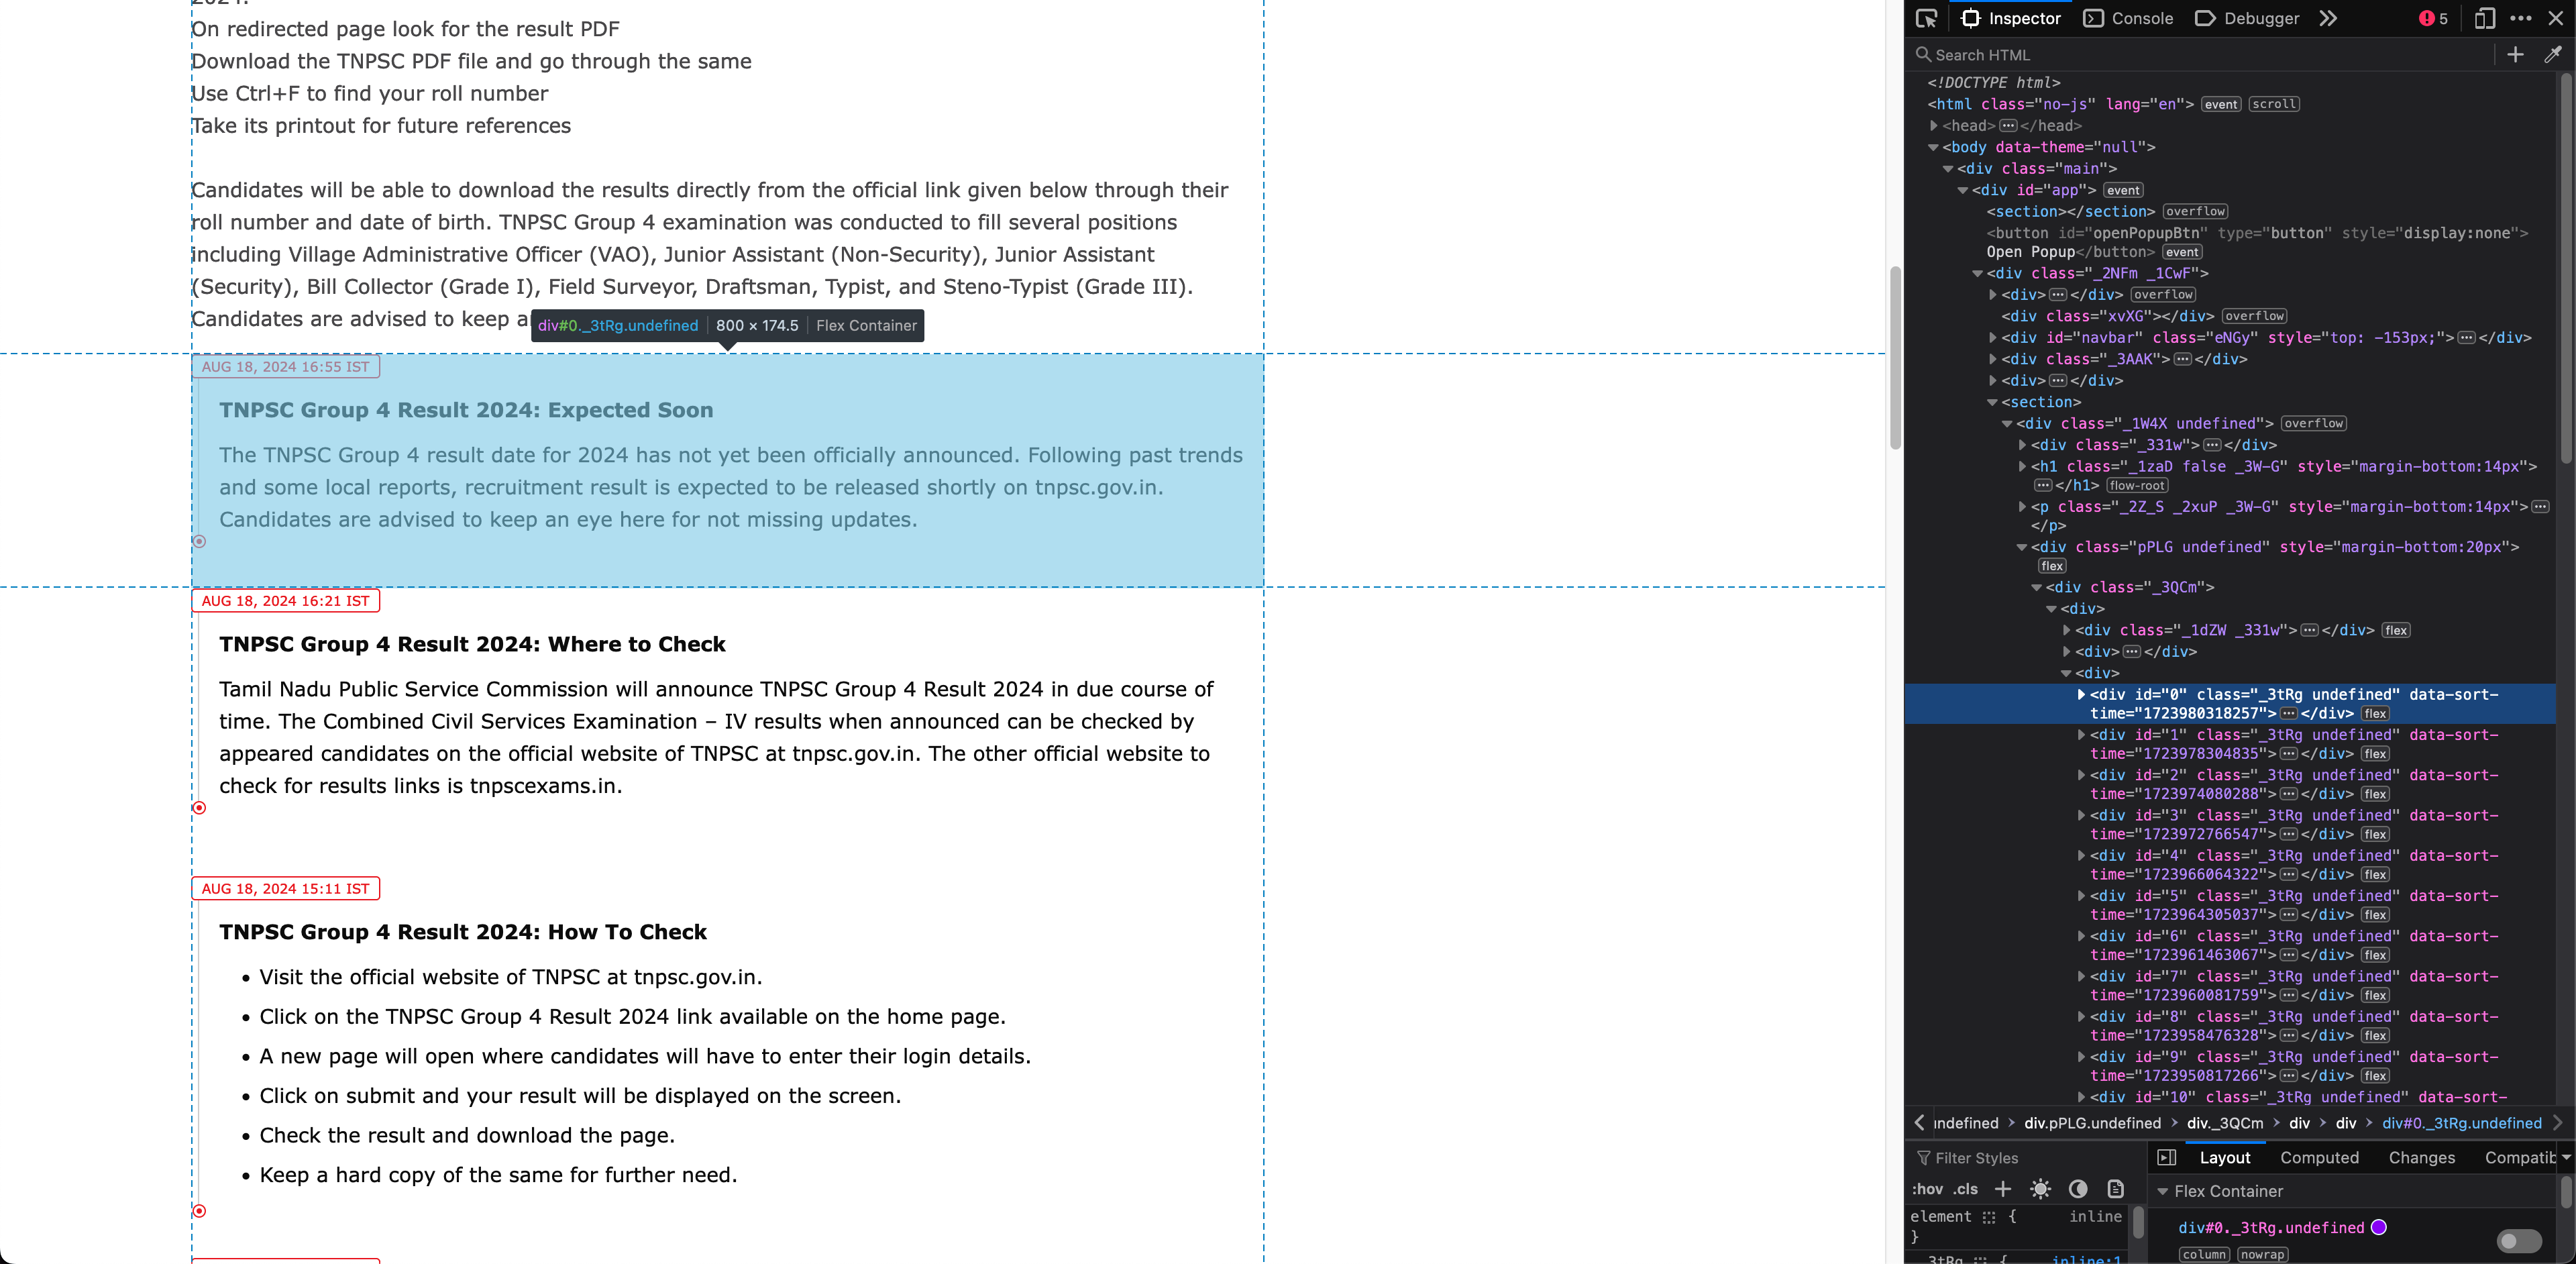 2024.
On redirected page look for the result PDF
Download the TNPSC PDF file and go through the same
Use Ctrl+F to find your roll number
Take its printout for future references
Candidates will be able to download the results directly from the official link given below through their
roll number and date of birth. TNPSC Group 4 examination was conducted to fill several positions
including Village Administrative Officer (VAO), Junior Assistant (Non-Security), Junior Assistant
(Security), Bill Collector (Grade I), Field Surveyor, Draftsman, Typist, and Steno-Typist (Grade III).
Candidates are advised to keep
div#0._3tRg.undefined 800 × 174.5 Flex Container
AUG 18, 2024 16:55 IST
TNPSC Group 4 Result 2024: Expected Soon
The TNPSC Group 4 result date for 2024 has not yet been officially announced. Following past trends
and some local reports, recruitment result is expected to be released shortly on tnpsc.gov.in.
Candidates are advised to keep an eye here for not missing updates.
AUG 18, 2024 16:21 IST
TNPSC Group 4 Result 2024: Where to Check
Tamil Nadu Public Service Commission will announce TNPSC Group 4 Result 2024 in due course of
time. The Combined Civil Services Examination – IV results when announced can be checked by
appeared candidates on the official website of TNPSC at tnpsc.gov.in. The other official website to
check for results links is tnpscexams.in.
AUG 18, 2024 15:11 IST
TNPSC Group 4 Result 2024: How To Check
• Visit the official website of TNPSC at tnpsc.gov.in.
• Click on the TNPSC Group 4 Result 2024 link available on the home page.
• A new page will open where candidates will have to enter their login details.
• Click on submit and your result will be displayed on the screen.
• Check the result and download the page.
• Keep a hard copy of the same for further need.
Inspector Console Debugger 5
Search HTML
<!DOCTYPE html>
<html class="no-js" lang="en"> event scroll
<head> ••• </head>
<body data-theme="null">
<div class="main">
<div id="app"> event
<section></section> overflow
<button id="openPopupBtn" type="button" style="display:none">
Open Popup</button> event
<div class="_2NFm _1CwF">
<div> ••• </div> overflow
<div class="xvXG"></div> overflow
<div id="navbar" class="eNGy" style="top: -153px;"> ••• </div>
<div class="_3AAK"> ••• </div>
<div> ••• </div>
<section>
<div class="_1W4X undefined"> overflow
<div class="_331w"> ••• </div>
<h1 class="_1zaD false _3W-G" style="margin-bottom:14px">
••• </h1> flow-root
<p class="_2Z_S _2xuP _3W-G" style="margin-bottom:14px"> •••
</p>
<div class="pPLG undefined" style="margin-bottom:20px">
flex
<div class="_3QCm">
<div>
<div class="_1dZW _331w"> ••• </div> flex
<div> ••• </div>
<div>
<div id="0" class="_3tRg undefined" data-sort-
time="1723980318257"> ••• </div> flex
<div id="1" class="_3tRg undefined" data-sort-
time="1723978304835"> ••• </div> flex
<div id="2" class="_3tRg undefined" data-sort-
time="1723974080288"> ••• </div> flex
<div id="3" class="_3tRg undefined" data-sort-
time="1723972766547"> ••• </div> flex
<div id="4" class="_3tRg undefined" data-sort-
time="1723966064322"> ••• </div> flex
<div id="5" class="_3tRg undefined" data-sort-
time="1723964305037"> ••• </div> flex
<div id="6" class="_3tRg undefined" data-sort-
time="1723961463067"> ••• </div> flex
<div id="7" class="_3tRg undefined" data-sort-
time="1723960081759"> ••• </div> flex
<div id="8" class="_3tRg undefined" data-sort-
time="1723958476328"> ••• </div> flex
<div id="9" class="_3tRg undefined" data-sort-
time="1723950817266"> ••• </div> flex
<div id="10" class="_3tRg undefined" data-sort-
undefined > div.pPLG.undefined > div._3QCm > div > div > div#0._3tRg.undefined
Filter Styles
:hov .cls
element { inline
}
_3tRg { inline:1
Layout Computed Changes Compatib
Flex Container
div#0._3tRg.undefined
column nowrap